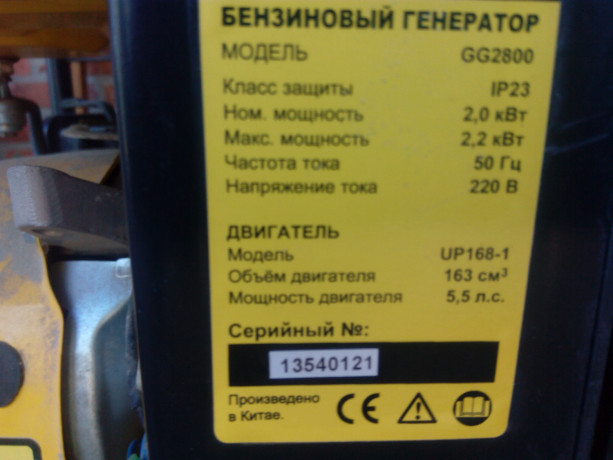 БЕНЗИНОВЫЙ ГЕНЕРАТОР
МОДЕЛЬ GG2800
Класс защиты IP23
Ном. мощность 2,0 кВт
Макс. мощность 2,2 кВт
Частота тока 50 Гц
Напряжение тока 220 В
ДВИГАТЕЛЬ
Модель UP168-1
Объём двигателя 163 см³
Мощность двигателя 5,5 л.с.
Серийный №:
13540121
Произведено
в Китае.
CE